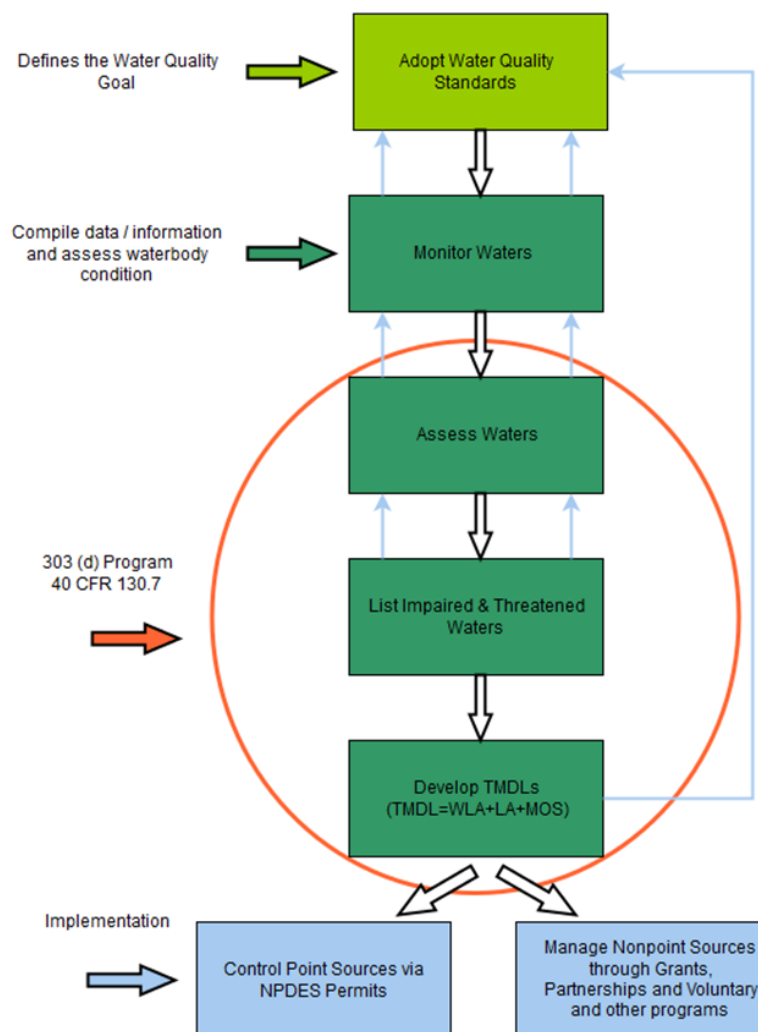 Defines the Water Quality
Goal
Adopt Water Quality
Standards
Compile data / information
and assess waterbody
condition
Monitor Waters
Assess Waters
303 (d) Program
40 CFR 130.7
List Impaired & Threatened
Waters
Develop TMDLs
(TMDL=WLA+LA+MOS)
Implementation
Control Point Sources via
NPDES Permits
Manage Nonpoint Sources
through Grants,
Partnerships and Voluntary
and other programs